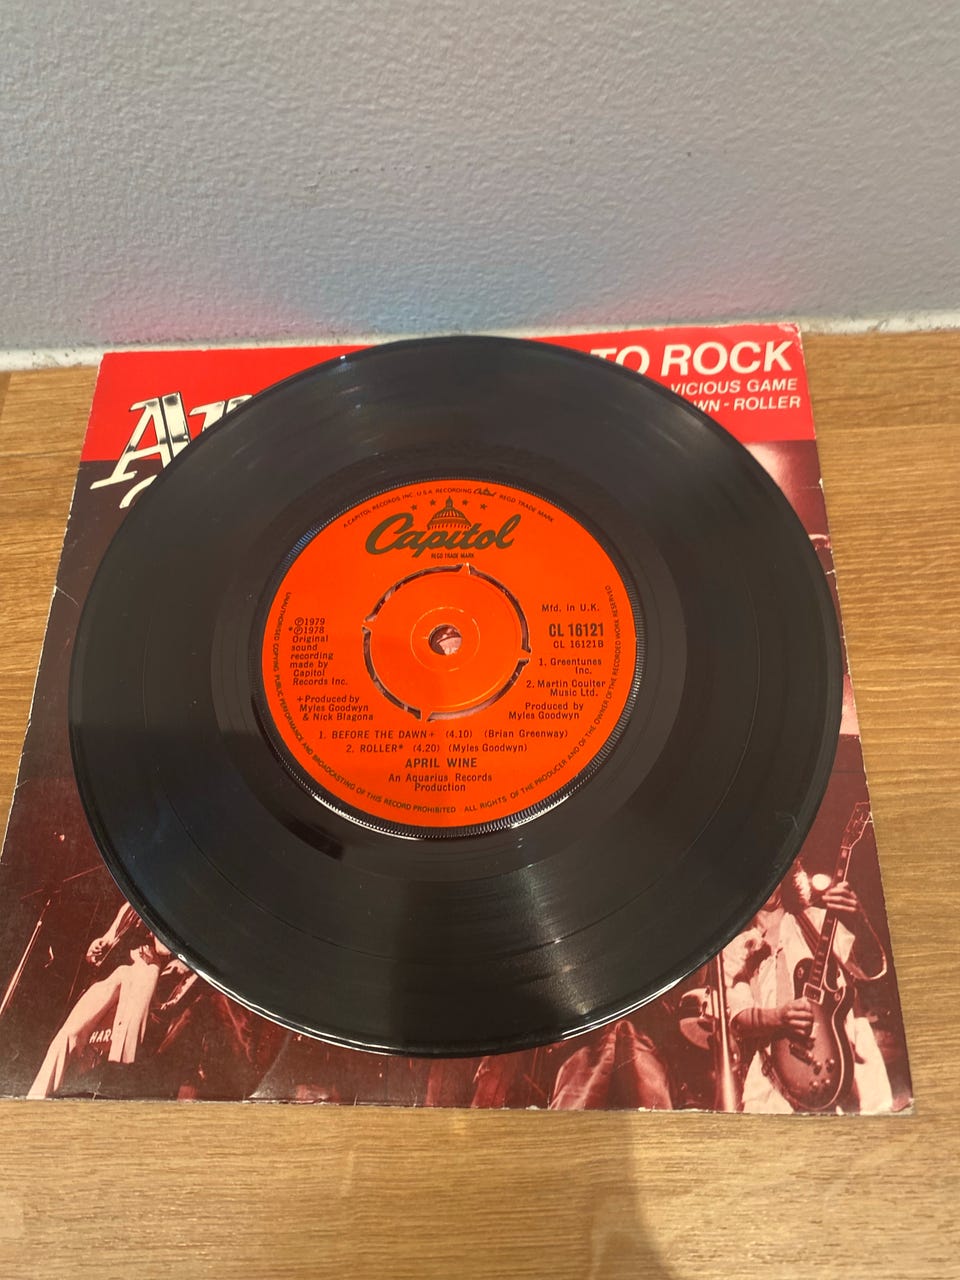 TO ROCK
VICIOUS GAME
WN - ROLLER
A CAPITOL RECORDS, INC. U.S.A. RECORDING Capitol REGD TRADE MARK
Capitol
REGD TRADE MARK
Mfd. in U.K.
CL 16121
CL 16121B
℗1979
*℗1978
Original
sound
recording
made by
Capitol
Records Inc.
+Produced by
Myles Goodwyn
& Nick Blagona
1. Greentunes
Inc.
2. Martin Coulter
Music Ltd.
Produced by
Myles Goodwyn
1. BEFORE THE DAWN+ (4.10) (Brian Greenway)
2. ROLLER* (4.20) (Myles Goodwyn)
APRIL WINE
An Aquarius Records
Production
UNAUTHORISED COPYING PUBLIC PERFORMANCE AND BROADCASTING OF THIS RECORD PROHIBITED · ALL RIGHTS OF THE PRODUCER AND OF THE OWNER OF THE RECORDED WORK RESERVED